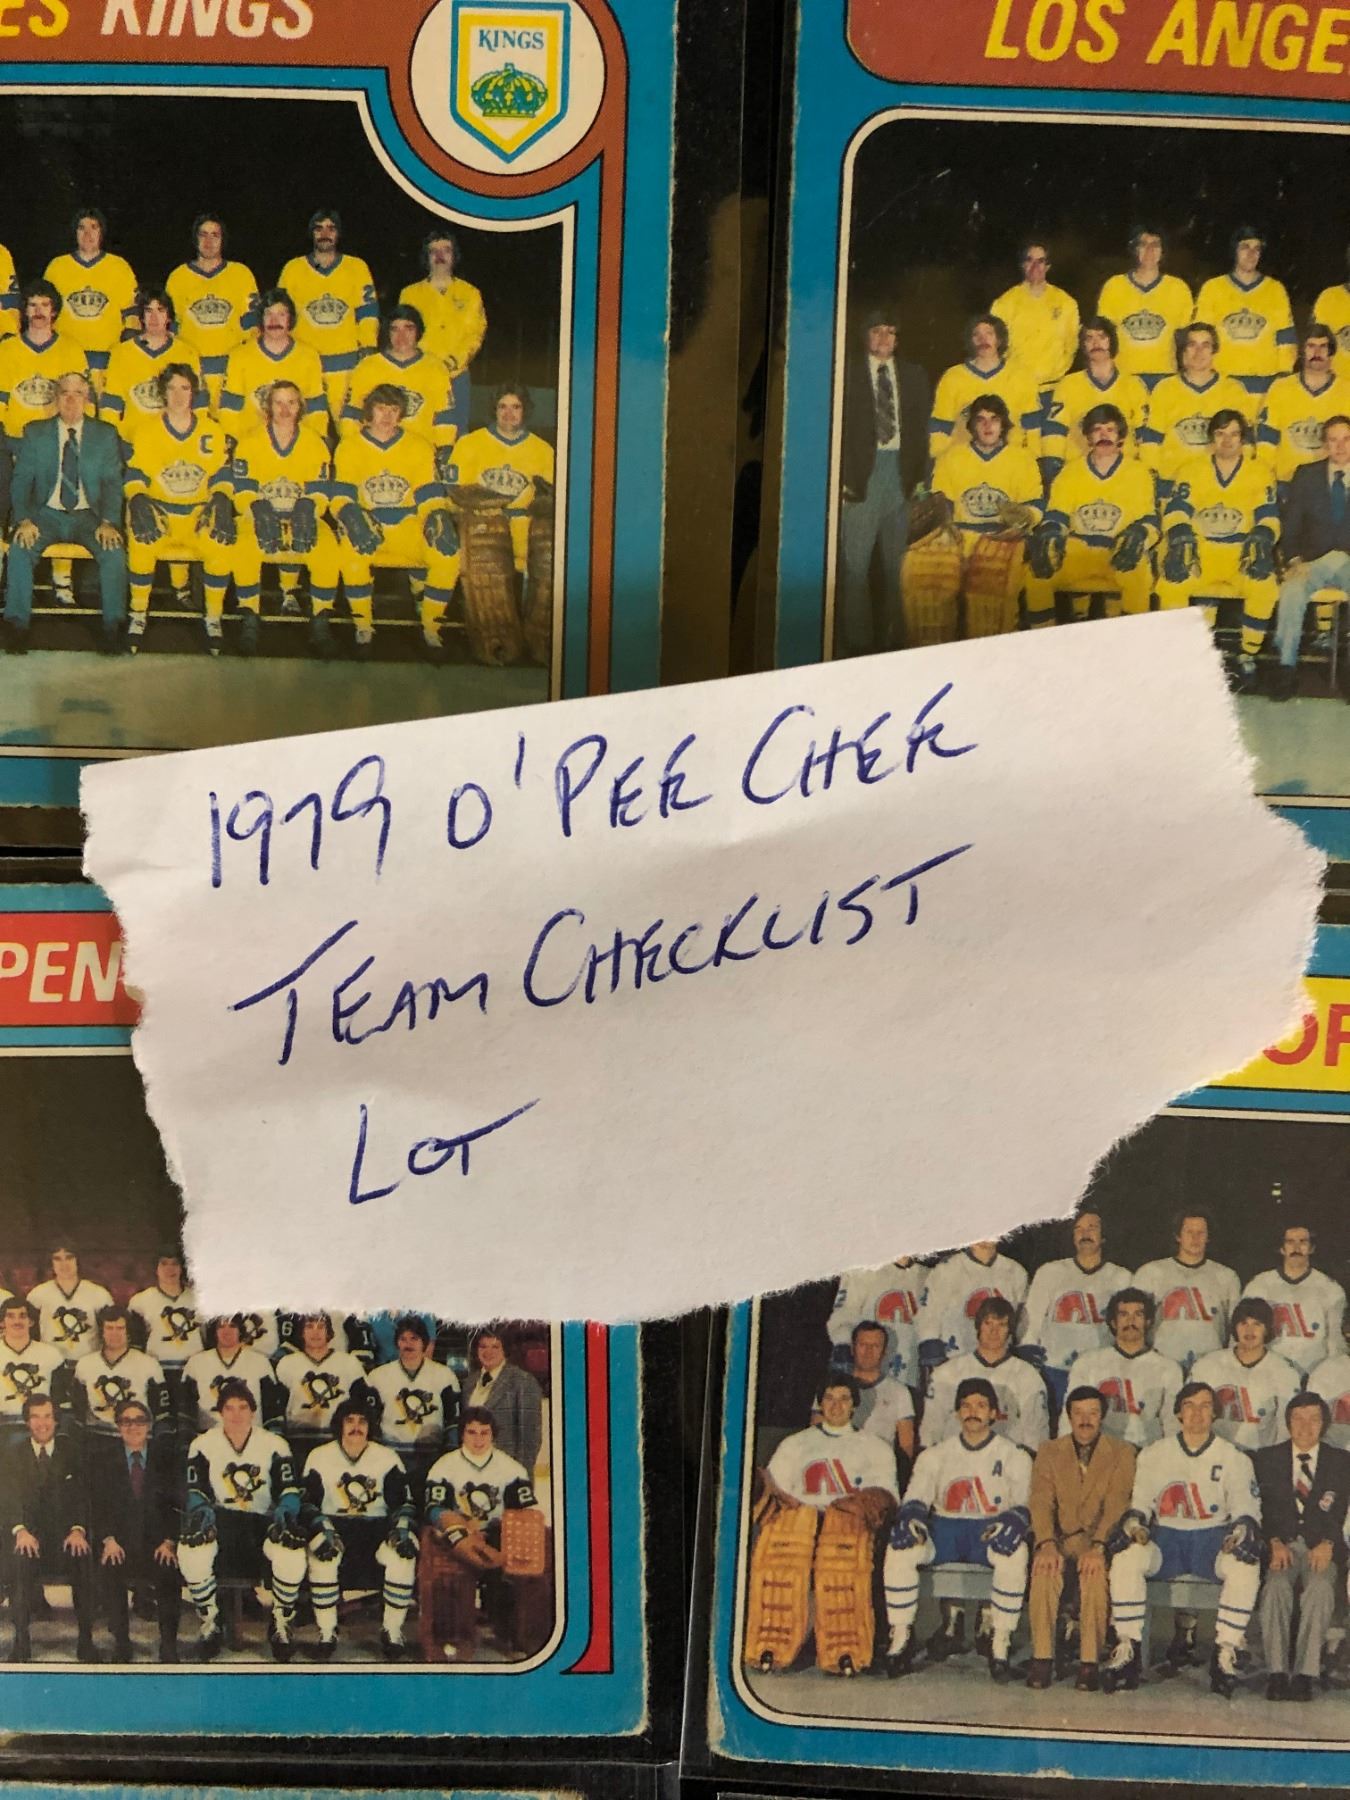 ES KINGS
KINGS
LOS ANGE
1979 O'PEE CHEE
TEAM CHECKLIST
LOT
PEN
OF
C
A
C